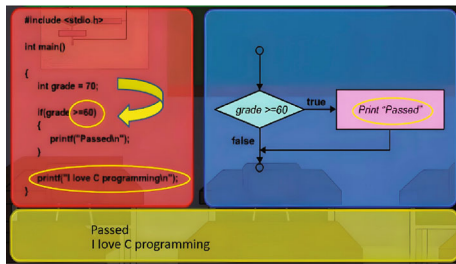 #include <stdio.h>
int main()
{
int grade = 70;
if(grade >=60)
{
printf("Passed\n");
}
printf("I love C programming\n");
}
grade >=60
true
Print "Passed"
false
Passed
I love C programming